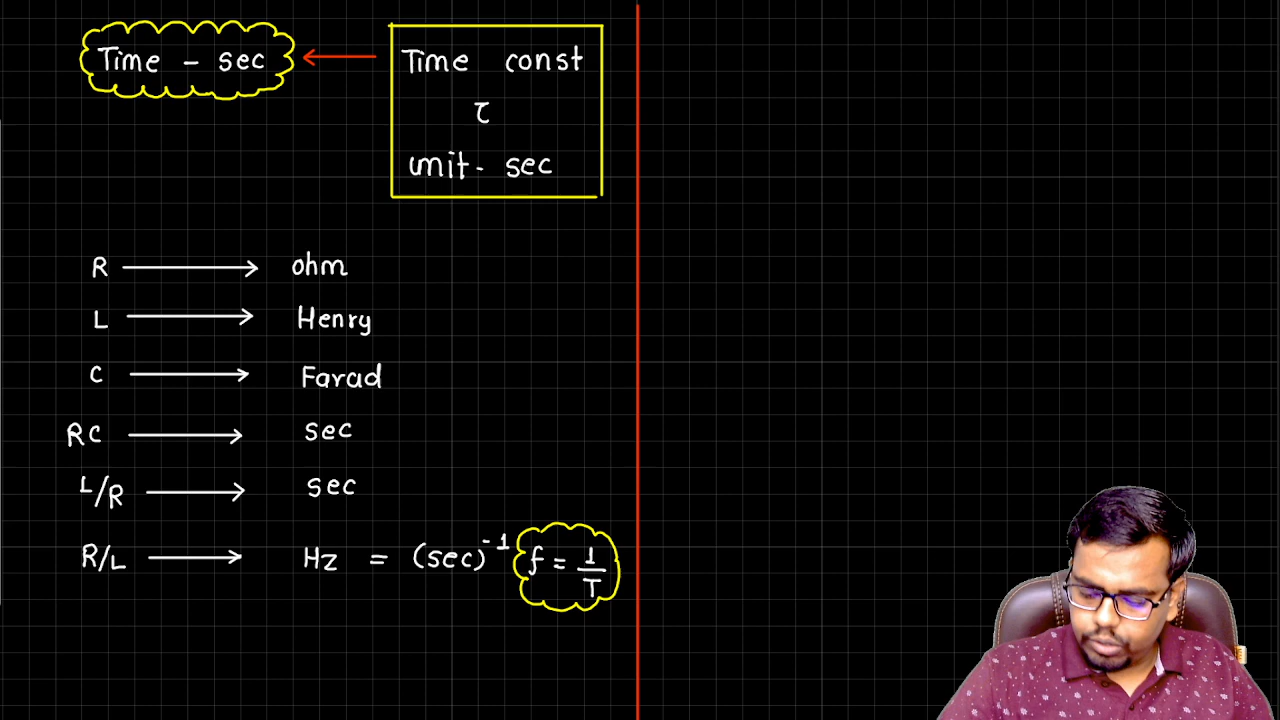 Time - sec ← Time const
τ
unit - sec
R → ohm
L → Henry
C → Farad
RC → sec
L/R → sec
R/L → Hz = (sec)⁻¹ f = 1/T